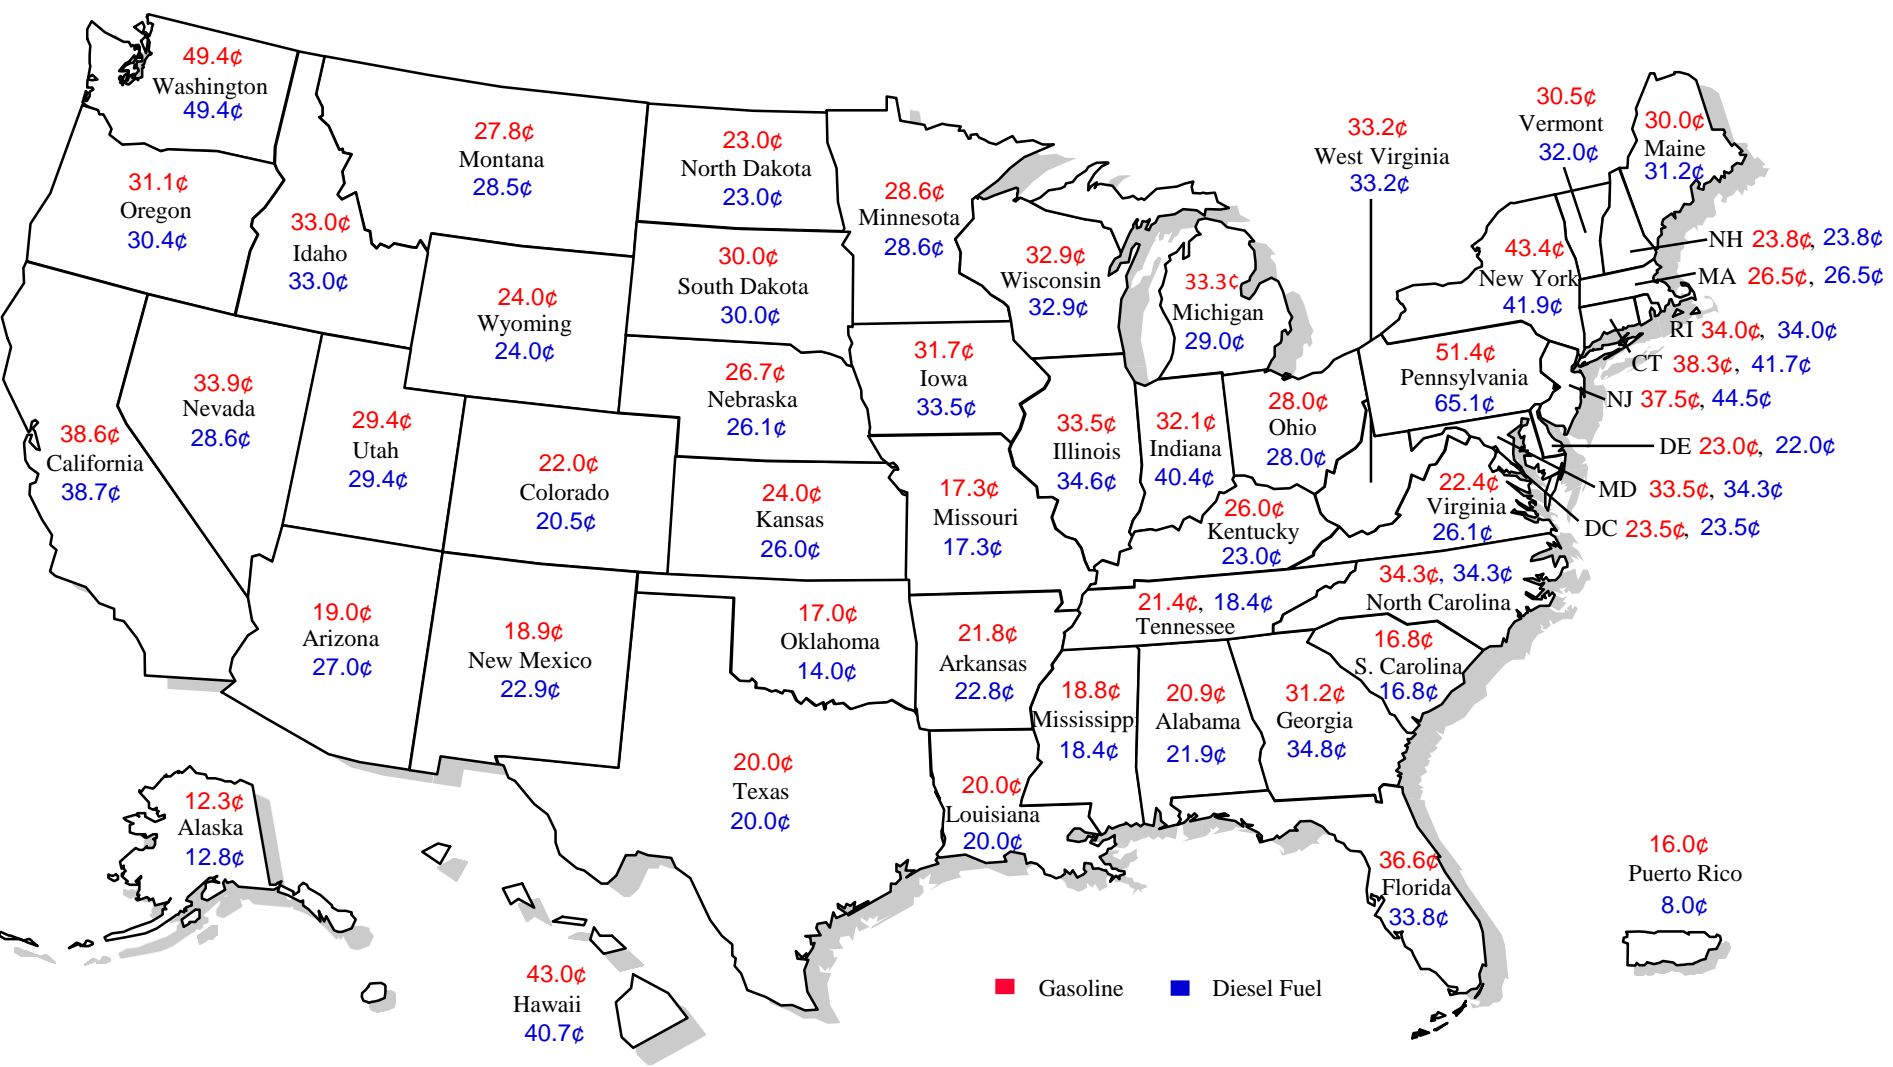 49.4¢
Washington
49.4¢
31.1¢
Oregon
30.4¢
33.0¢
Idaho
33.0¢
27.8¢
Montana
28.5¢
23.0¢
North Dakota
23.0¢
28.6¢
Minnesota
28.6¢
30.0¢
South Dakota
30.0¢
24.0¢
Wyoming
24.0¢
32.9¢
Wisconsin
32.9¢
33.3¢
Michigan
29.0¢
33.2¢
West Virginia
33.2¢
30.5¢
Vermont
32.0¢
30.0¢
Maine
31.2¢
43.4¢
New York
41.9¢
NH 23.8¢, 23.8¢
MA 26.5¢, 26.5¢
RI 34.0¢, 34.0¢
CT 38.3¢, 41.7¢
NJ 37.5¢, 44.5¢
DE 23.0¢, 22.0¢
MD 33.5¢, 34.3¢
DC 23.5¢, 23.5¢
51.4¢
Pennsylvania
65.1¢
38.6¢
California
38.7¢
33.9¢
Nevada
28.6¢
29.4¢
Utah
29.4¢
22.0¢
Colorado
20.5¢
26.7¢
Nebraska
26.1¢
24.0¢
Kansas
26.0¢
31.7¢
Iowa
33.5¢
17.3¢
Missouri
17.3¢
33.5¢
Illinois
34.6¢
32.1¢
Indiana
40.4¢
28.0¢
Ohio
28.0¢
26.0¢
Kentucky
23.0¢
22.4¢
Virginia
26.1¢
34.3¢, 34.3¢
North Carolina
21.4¢, 18.4¢
Tennessee
16.8¢
S. Carolina
16.8¢
19.0¢
Arizona
27.0¢
18.9¢
New Mexico
22.9¢
17.0¢
Oklahoma
14.0¢
21.8¢
Arkansas
22.8¢
18.8¢
Mississippi
18.4¢
20.9¢
Alabama
21.9¢
31.2¢
Georgia
34.8¢
20.0¢
Texas
20.0¢
20.0¢
Louisiana
20.0¢
36.6¢
Florida
33.8¢
12.3¢
Alaska
12.8¢
43.0¢
Hawaii
40.7¢
16.0¢
Puerto Rico
8.0¢
Gasoline
Diesel Fuel